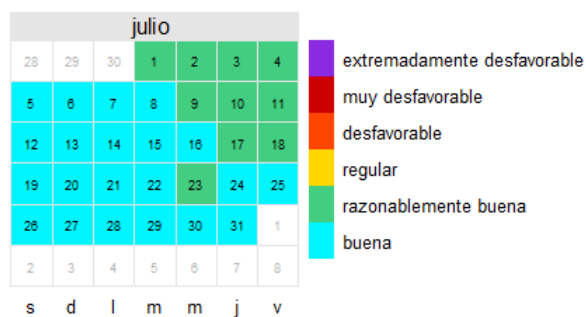 julio
28 29 30 1 2 3 4
5 6 7 8 9 10 11
12 13 14 15 16 17 18
19 20 21 22 23 24 25
26 27 28 29 30 31 1
2 3 4 5 6 7 8
s d l m m j v
extremadamente desfavorable
muy desfavorable
desfavorable
regular
razonablemente buena
buena